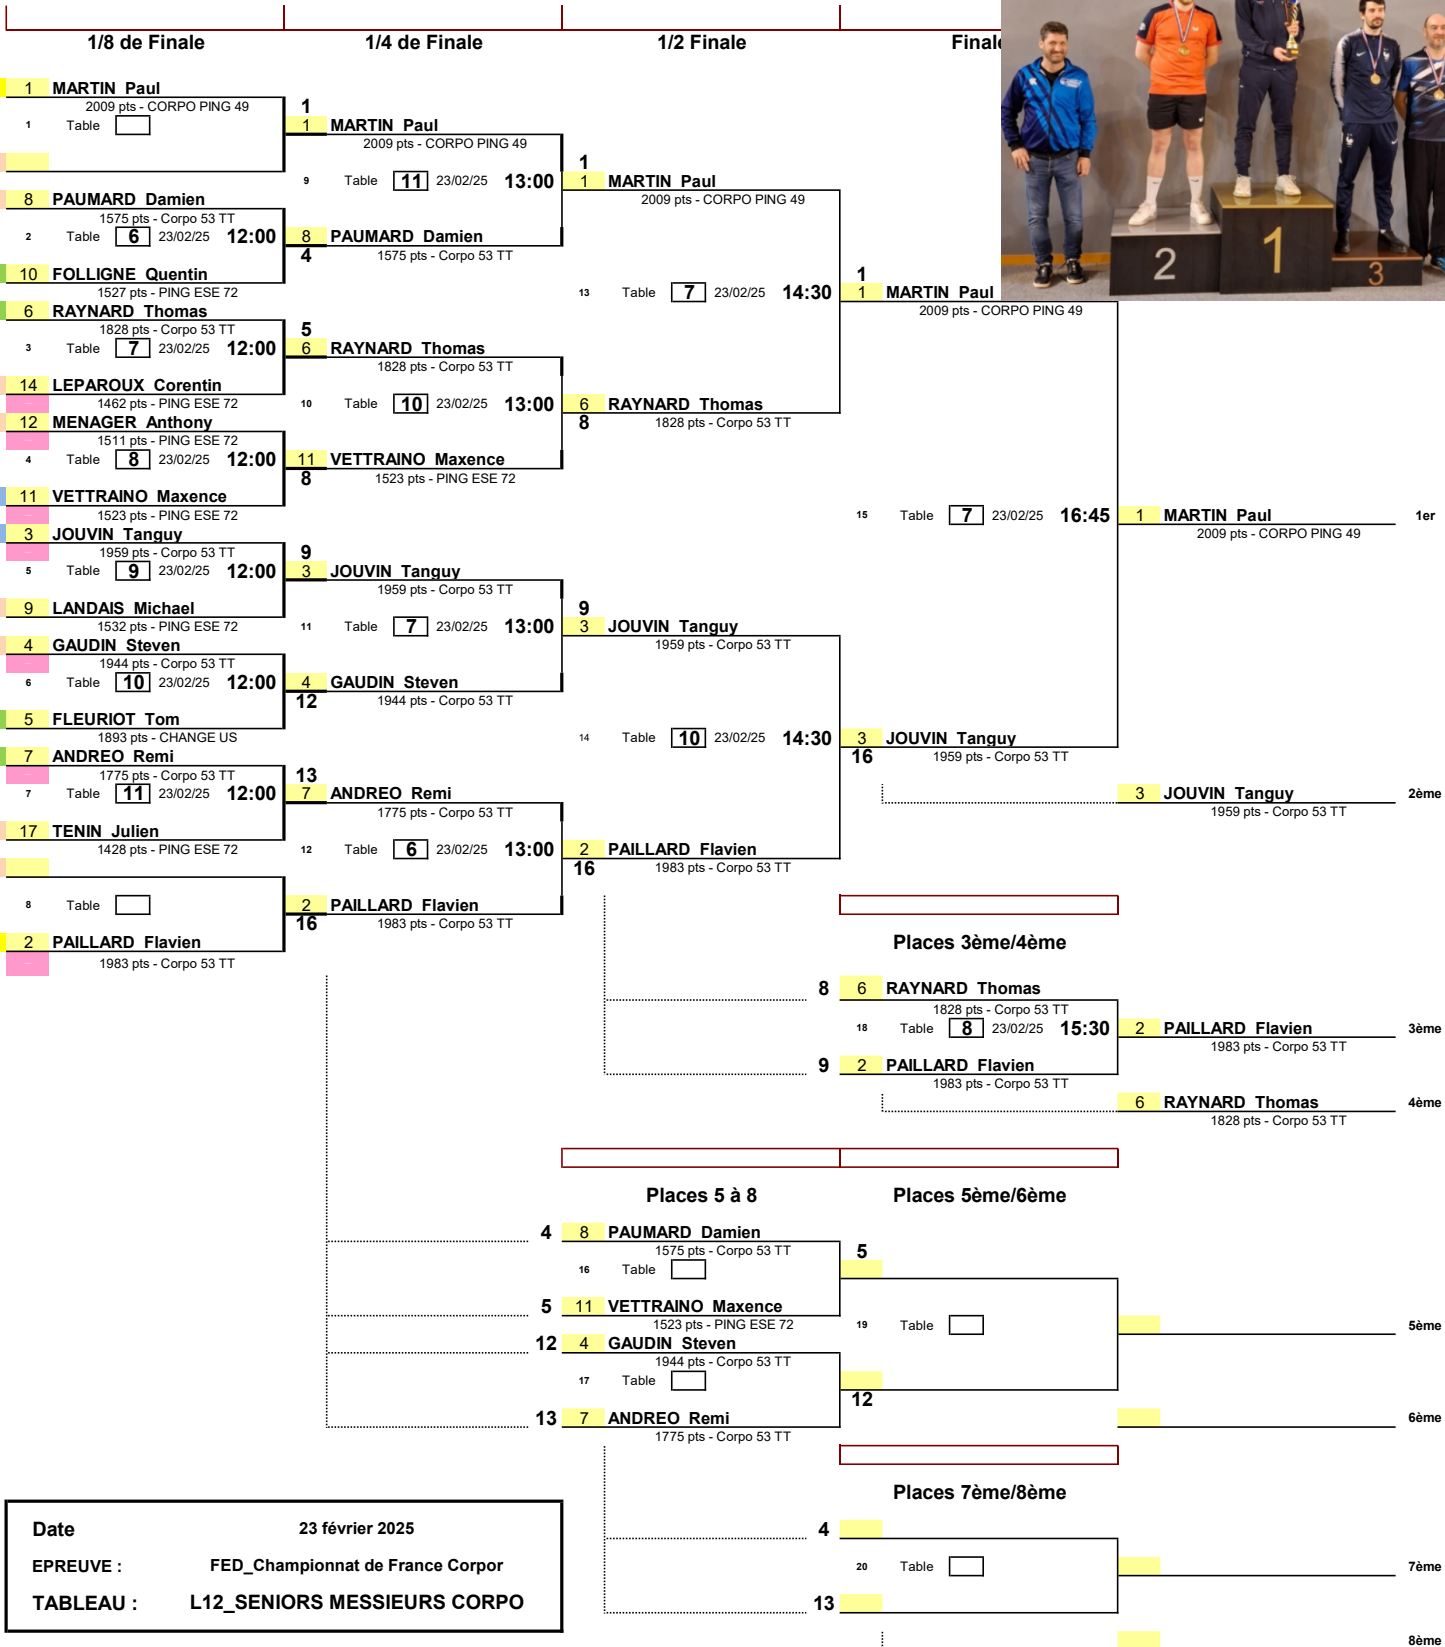 1/8 de Finale
1/4 de Finale
1/2 Finale
Finale
1 MARTIN Paul
2009 pts - CORPO PING 49
1 Table
8 PAUMARD Damien
1575 pts - Corpo 53 TT
2 Table 6 23/02/25 12:00
10 FOLLIGNE Quentin
1527 pts - PING ESE 72
6 RAYNARD Thomas
1828 pts - Corpo 53 TT
3 Table 7 23/02/25 12:00
14 LEPAROUX Corentin
1462 pts - PING ESE 72
12 MENAGER Anthony
1511 pts - PING ESE 72
4 Table 8 23/02/25 12:00
11 VETTRAINO Maxence
1523 pts - PING ESE 72
3 JOUVIN Tanguy
1959 pts - Corpo 53 TT
5 Table 9 23/02/25 12:00
9 LANDAIS Michael
1532 pts - PING ESE 72
4 GAUDIN Steven
1944 pts - Corpo 53 TT
6 Table 10 23/02/25 12:00
5 FLEURIOT Tom
1893 pts - CHANGE US
7 ANDREO Remi
1775 pts - Corpo 53 TT
7 Table 11 23/02/25 12:00
17 TENIN Julien
1428 pts - PING ESE 72
8 Table
2 PAILLARD Flavien
1983 pts - Corpo 53 TT
1
1 MARTIN Paul
2009 pts - CORPO PING 49
9 Table 11 23/02/25 13:00
8 PAUMARD Damien
4
1575 pts - Corpo 53 TT
5
6 RAYNARD Thomas
1828 pts - Corpo 53 TT
10 Table 10 23/02/25 13:00
11 VETTRAINO Maxence
8
1523 pts - PING ESE 72
9
3 JOUVIN Tanguy
1959 pts - Corpo 53 TT
11 Table 7 23/02/25 13:00
4 GAUDIN Steven
12
1944 pts - Corpo 53 TT
13
7 ANDREO Remi
1775 pts - Corpo 53 TT
12 Table 6 23/02/25 13:00
2 PAILLARD Flavien
16
1983 pts - Corpo 53 TT
1
1 MARTIN Paul
2009 pts - CORPO PING 49
13 Table 7 23/02/25 14:30
6 RAYNARD Thomas
8
1828 pts - Corpo 53 TT
9
3 JOUVIN Tanguy
1959 pts - Corpo 53 TT
14 Table 10 23/02/25 14:30
2 PAILLARD Flavien
16
1983 pts - Corpo 53 TT
1
1 MARTIN Paul
2009 pts - CORPO PING 49
15 Table 7 23/02/25 16:45
3 JOUVIN Tanguy
16
1959 pts - Corpo 53 TT
1 MARTIN Paul 1er
2009 pts - CORPO PING 49
3 JOUVIN Tanguy 2ème
1959 pts - Corpo 53 TT
2
1
3
Places 3ème/4ème
8 6 RAYNARD Thomas
1828 pts - Corpo 53 TT
18 Table 8 23/02/25 15:30
9 2 PAILLARD Flavien
1983 pts - Corpo 53 TT
2 PAILLARD Flavien 3ème
1983 pts - Corpo 53 TT
6 RAYNARD Thomas 4ème
1828 pts - Corpo 53 TT
Places 5 à 8
Places 5ème/6ème
4 8 PAUMARD Damien
1575 pts - Corpo 53 TT
16 Table
5 11 VETTRAINO Maxence
1523 pts - PING ESE 72
12 4 GAUDIN Steven
1944 pts - Corpo 53 TT
17 Table
13 7 ANDREO Remi
1775 pts - Corpo 53 TT
5
19 Table
12
5ème
6ème
Places 7ème/8ème
4
20 Table
13
7ème
8ème
Date 23 février 2025
EPREUVE : FED_Championnat de France Corpor
TABLEAU : L12_SENIORS MESSIEURS CORPO